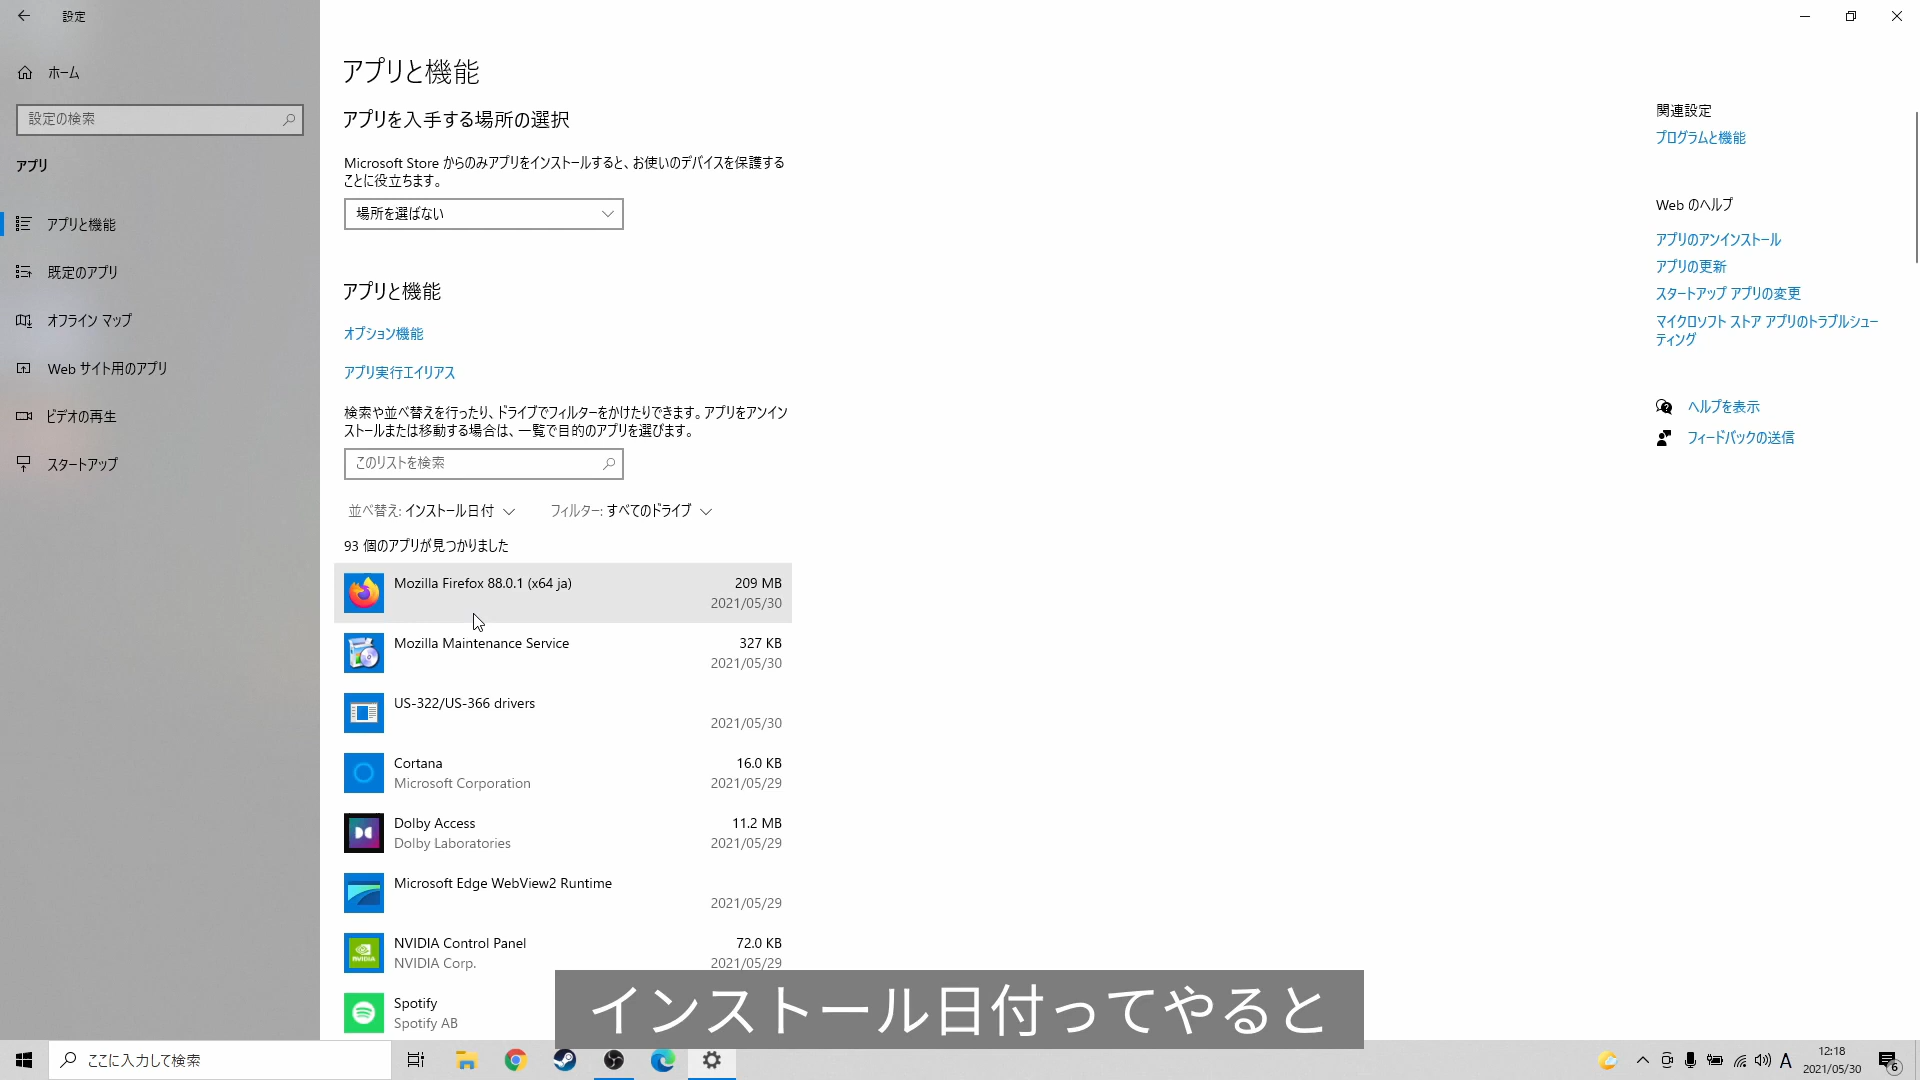 設定
ホーム
設定の検索
アプリ
アプリと機能
既定のアプリ
オフライン マップ
Web サイト用のアプリ
ビデオの再生
スタートアップ
アプリと機能
アプリを入手する場所の選択
Microsoft Store からのみアプリをインストールすると、お使いのデバイスを保護する
ことに役立ちます。
場所を選ばない
アプリと機能
オプション機能
アプリ実行エイリアス
検索や並べ替えを行ったり、ドライブでフィルターをかけたりできます。アプリをアンイン
ストールまたは移動する場合は、一覧で目的のアプリを選びます。
このリストを検索
並べ替え: インストール日付 フィルター: すべてのドライブ
93 個のアプリが見つかりました
Mozilla Firefox 88.0.1 (x64 ja) 209 MB
2021/05/30
Mozilla Maintenance Service 327 KB
2021/05/30
US-322/US-366 drivers
2021/05/30
Cortana 16.0 KB
Microsoft Corporation 2021/05/29
Dolby Access 11.2 MB
Dolby Laboratories 2021/05/29
Microsoft Edge WebView2 Runtime
2021/05/29
NVIDIA Control Panel 72.0 KB
NVIDIA Corp. 2021/05/29
Spotify
Spotify AB
関連設定
プログラムと機能
Web のヘルプ
アプリのアンインストール
アプリの更新
スタートアップ アプリの変更
マイクロソフト ストア アプリのトラブルシュー
ティング
ヘルプを表示
フィードバックの送信
インストール日付ってやると
ここに入力して検索
A
12:18
2021/05/30
6